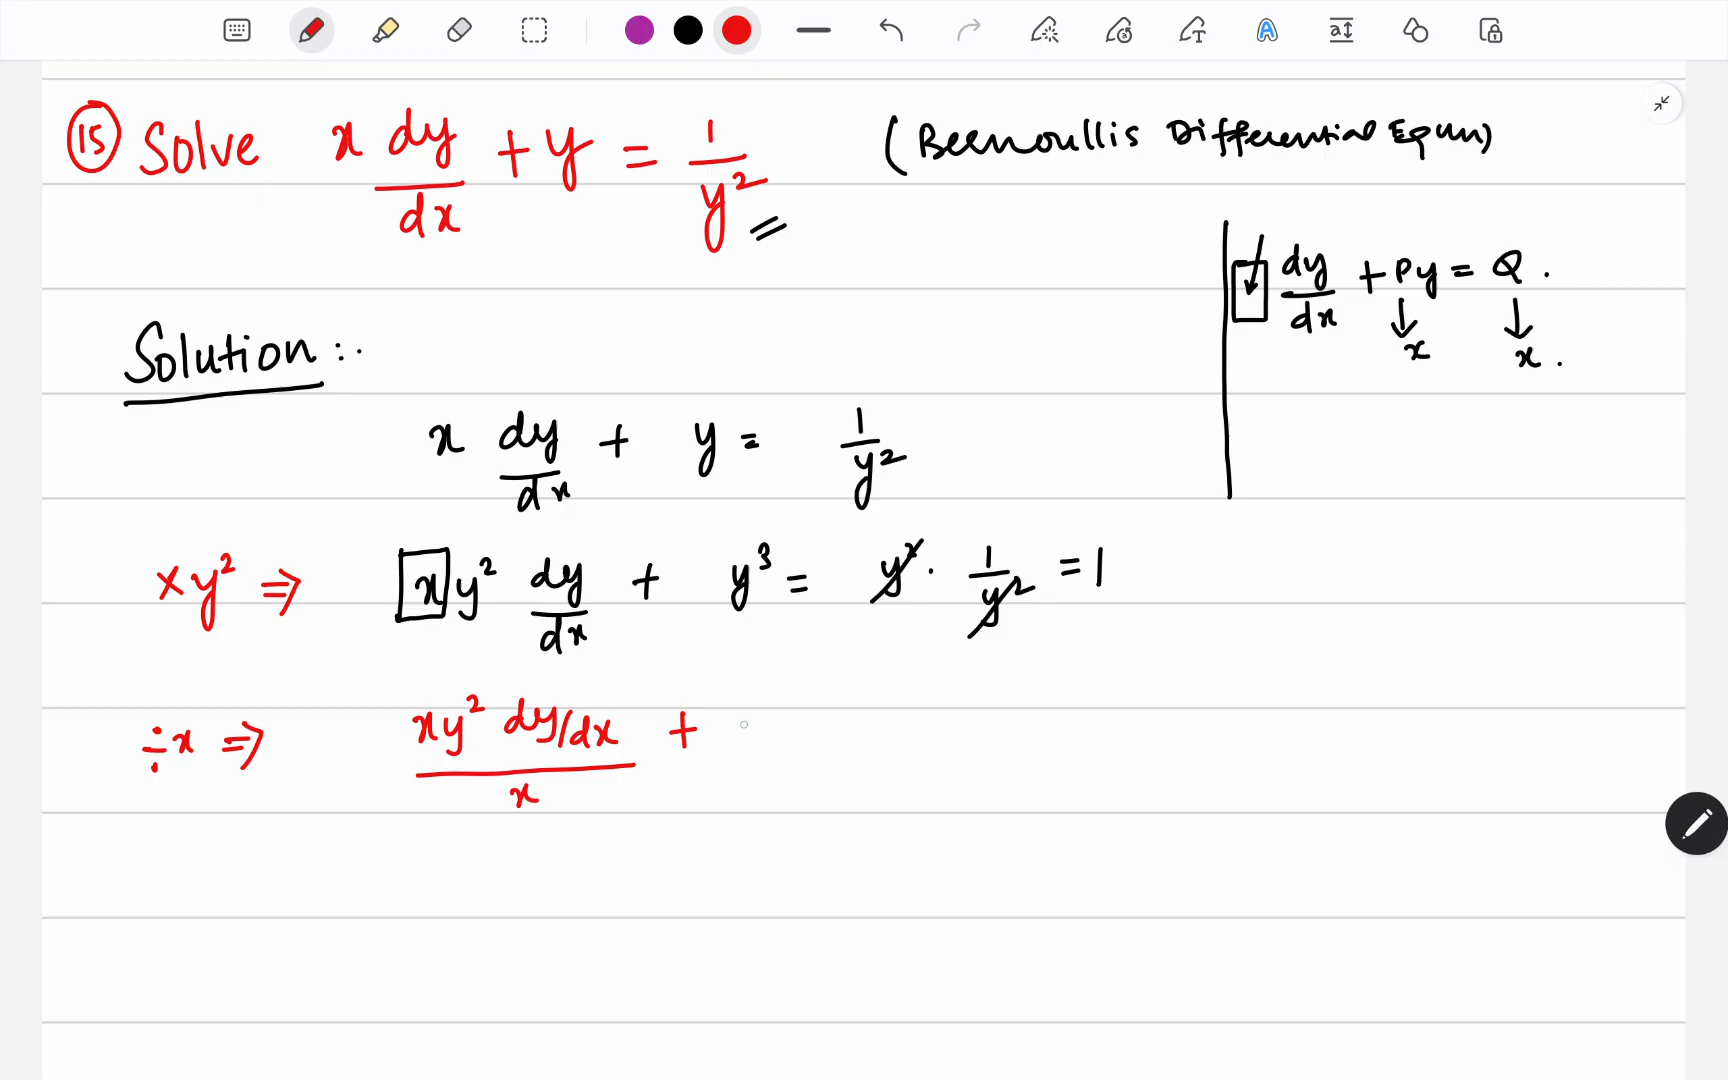 15 Solve x dy/dx + y = 1/y² (Bernoullis Differential Equn)
dy/dx + Py = Q .
x x .
Solution :.
x dy/dx + y = 1/y²
×y² ⇒ xy² dy/dx + y³ = y² . 1/y² = 1
÷x ⇒ xy² dy/dx / x +